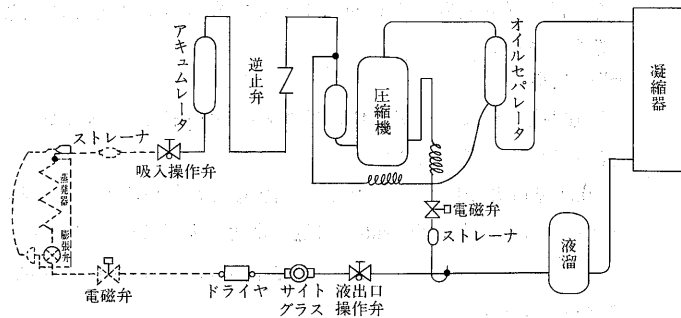 アキュムレータ
逆止弁
圧縮機
オイルセパレータ
凝縮器
ストレーナ
吸入操作弁
蒸発器
膨張弁
電磁弁
ストレーナ
液溜
電磁弁
ドライヤ
サイト
グラス
液出口
操作弁